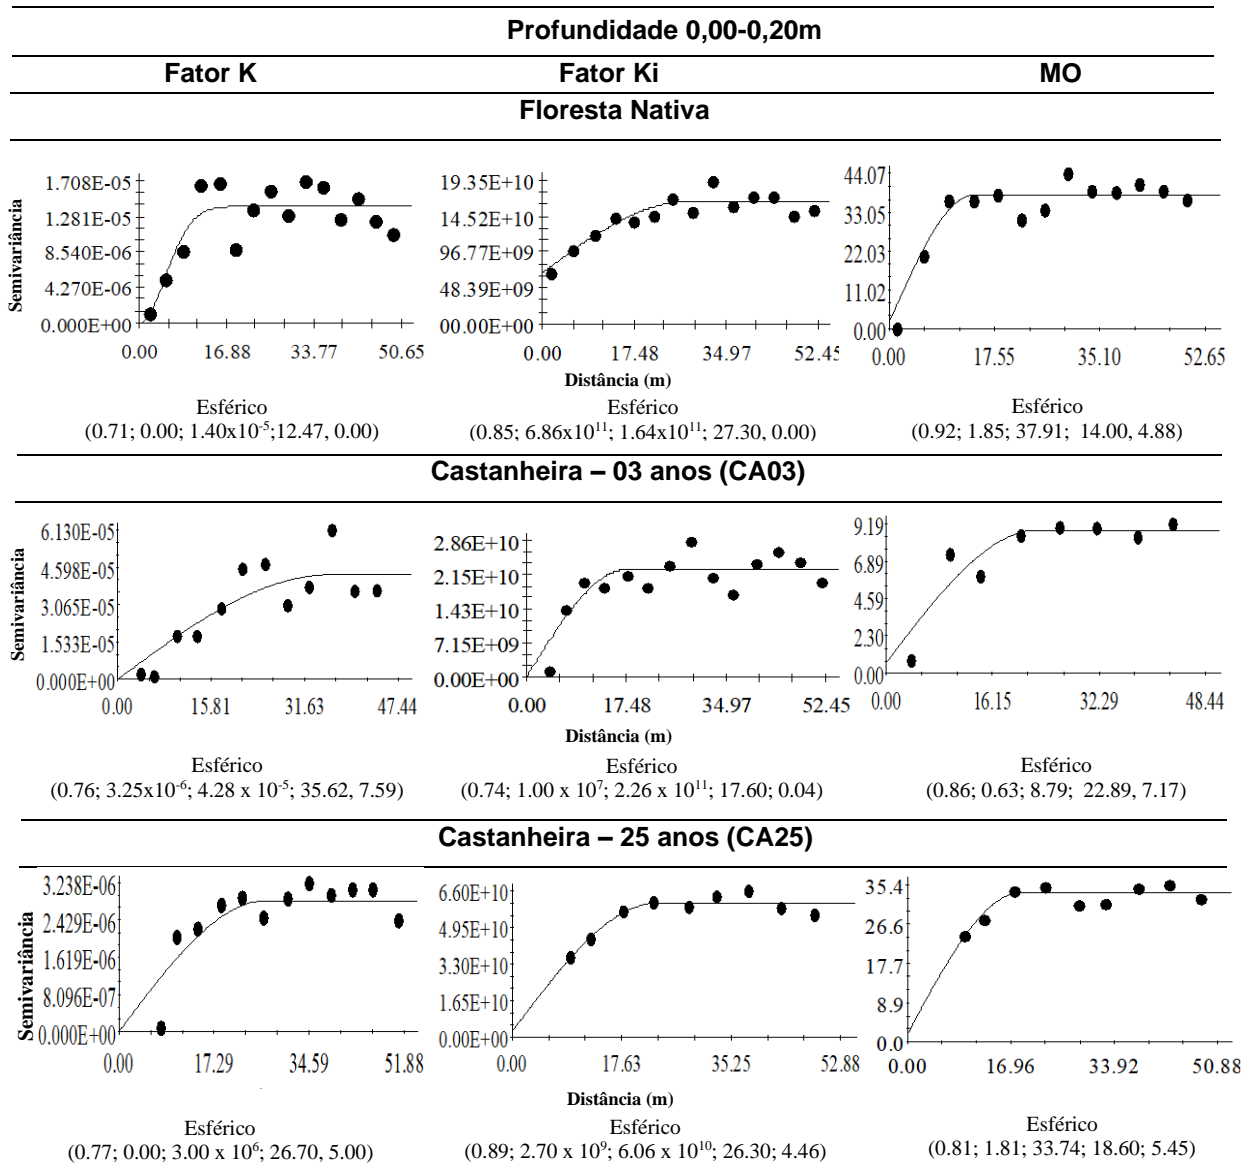 Profundidade 0,00-0,20m
Fator K Fator Ki MO
Floresta Nativa
Semivariância
1.708E-05
1.281E-05
8.540E-06
4.270E-06
0.000E+00
0.00 16.88 33.77 50.65
19.35E+10
14.52E+10
96.77E+09
48.39E+09
00.00E+00
0.00 17.48 34.97 52.45
44.07
33.05
22.03
11.02
0.00
0.00 17.55 35.10 52.65
Distância (m)
Esférico Esférico Esférico
(0.71; 0.00; 1.40x10⁻⁵;12.47, 0.00) (0.85; 6.86x10¹¹; 1.64x10¹¹; 27.30, 0.00) (0.92; 1.85; 37.91; 14.00, 4.88)
Castanheira – 03 anos (CA03)
Semivariância
6.130E-05
4.598E-05
3.065E-05
1.533E-05
0.000E+00
0.00 15.81 31.63 47.44
2.86E+10
2.15E+10
1.43E+10
7.15E+09
0.00E+00
0.00 17.48 34.97 52.45
9.19
6.89
4.59
2.30
0.00
0.00 16.15 32.29 48.44
Distância (m)
Esférico Esférico Esférico
(0.76; 3.25x10⁻⁶; 4.28 x 10⁻⁵; 35.62, 7.59) (0.74; 1.00 x 10⁷; 2.26 x 10¹¹; 17.60; 0.04) (0.86; 0.63; 8.79; 22.89, 7.17)
Castanheira – 25 anos (CA25)
Semivariância
3.238E-06
2.429E-06
1.619E-06
8.096E-07
0.000E+00
0.00 17.29 34.59 51.88
6.60E+10
4.95E+10
3.30E+10
1.65E+10
0.00E+00
0.00 17.63 35.25 52.88
35.4
26.6
17.7
8.9
0.0
0.00 16.96 33.92 50.88
Distância (m)
Esférico Esférico Esférico
(0.77; 0.00; 3.00 x 10⁶; 26.70, 5.00) (0.89; 2.70 x 10⁹; 6.06 x 10¹⁰; 26.30; 4.46) (0.81; 1.81; 33.74; 18.60; 5.45)